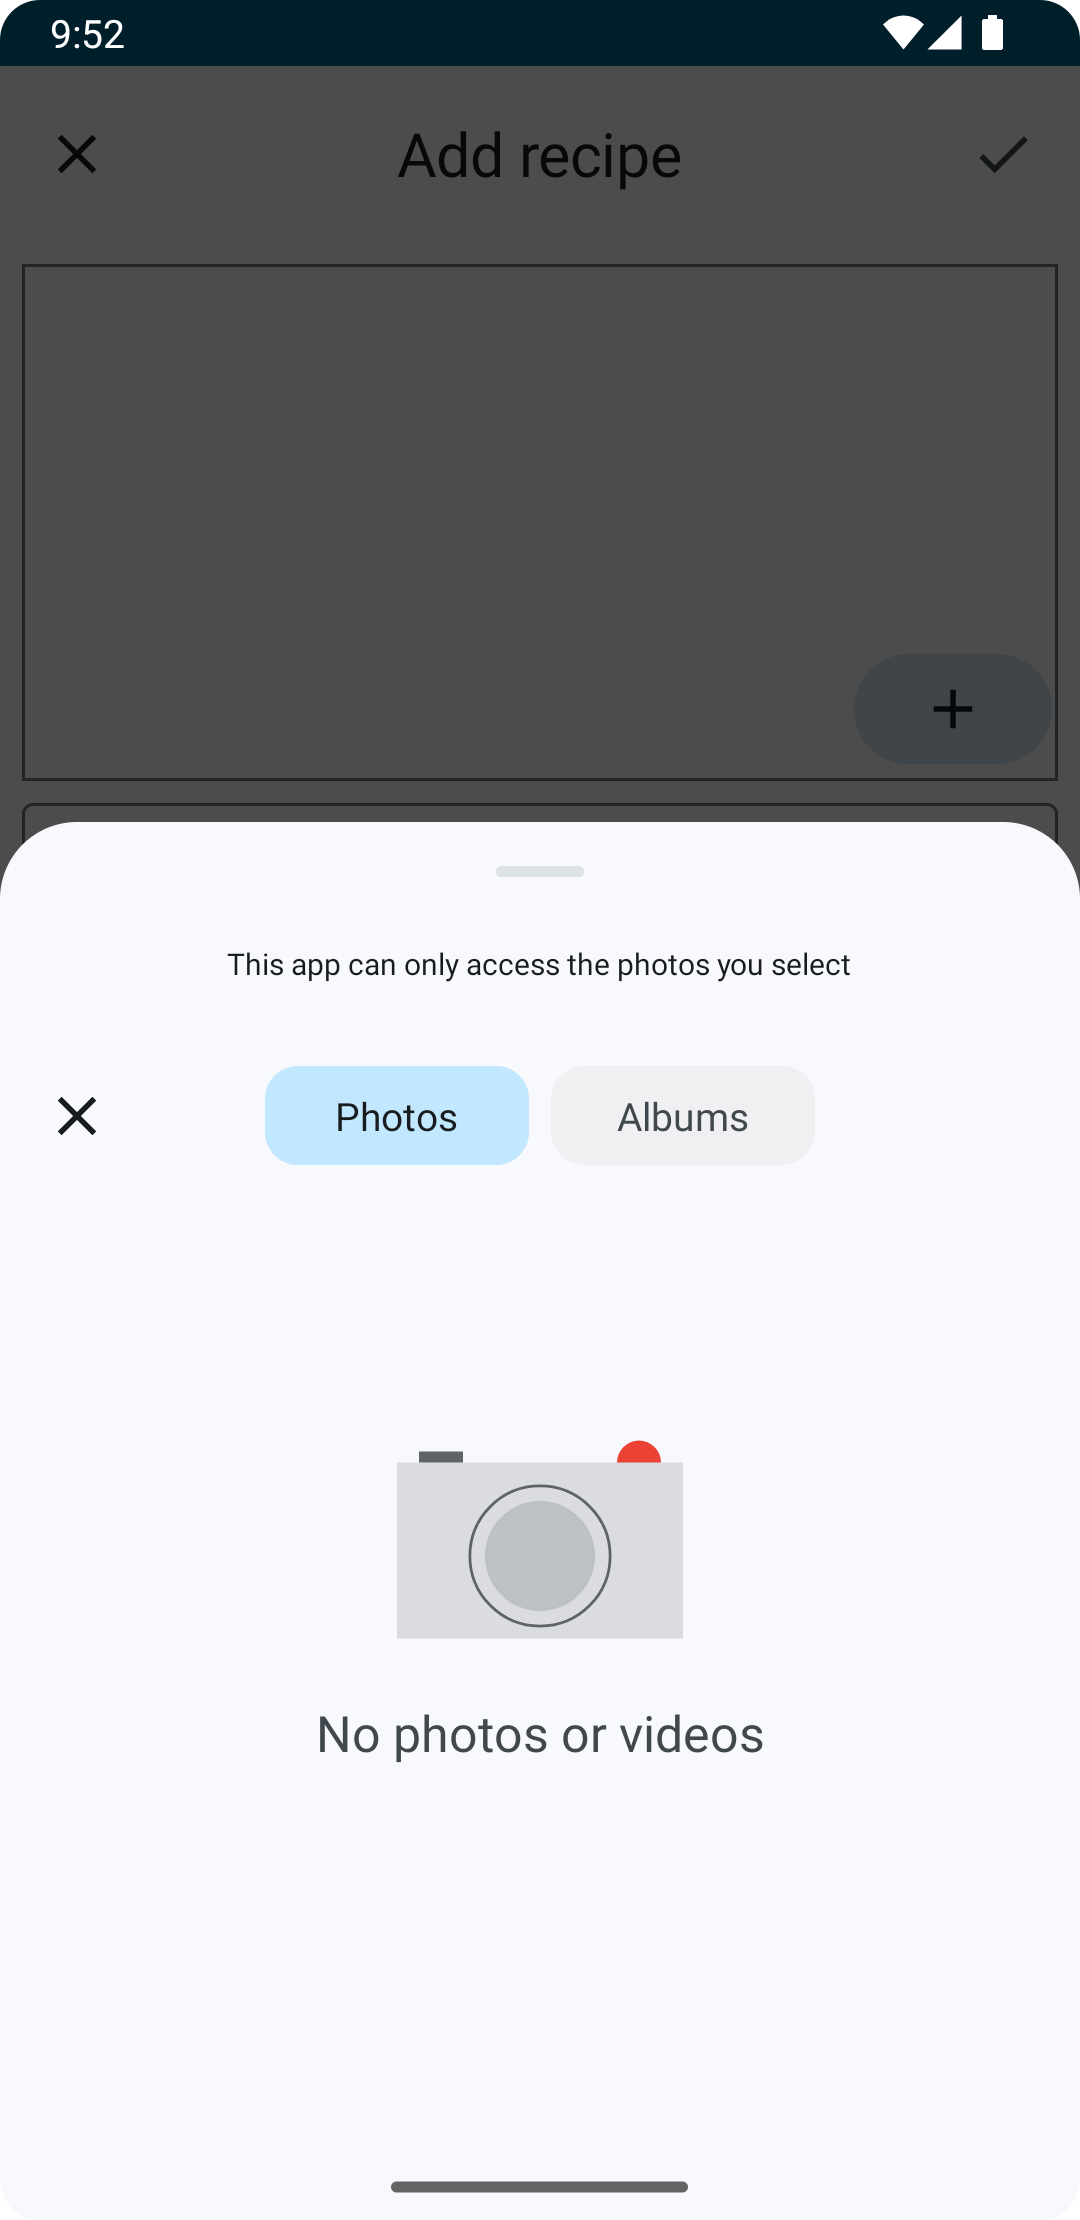 9:52
Add recipe
This app can only access the photos you select
Photos
Albums
No photos or videos